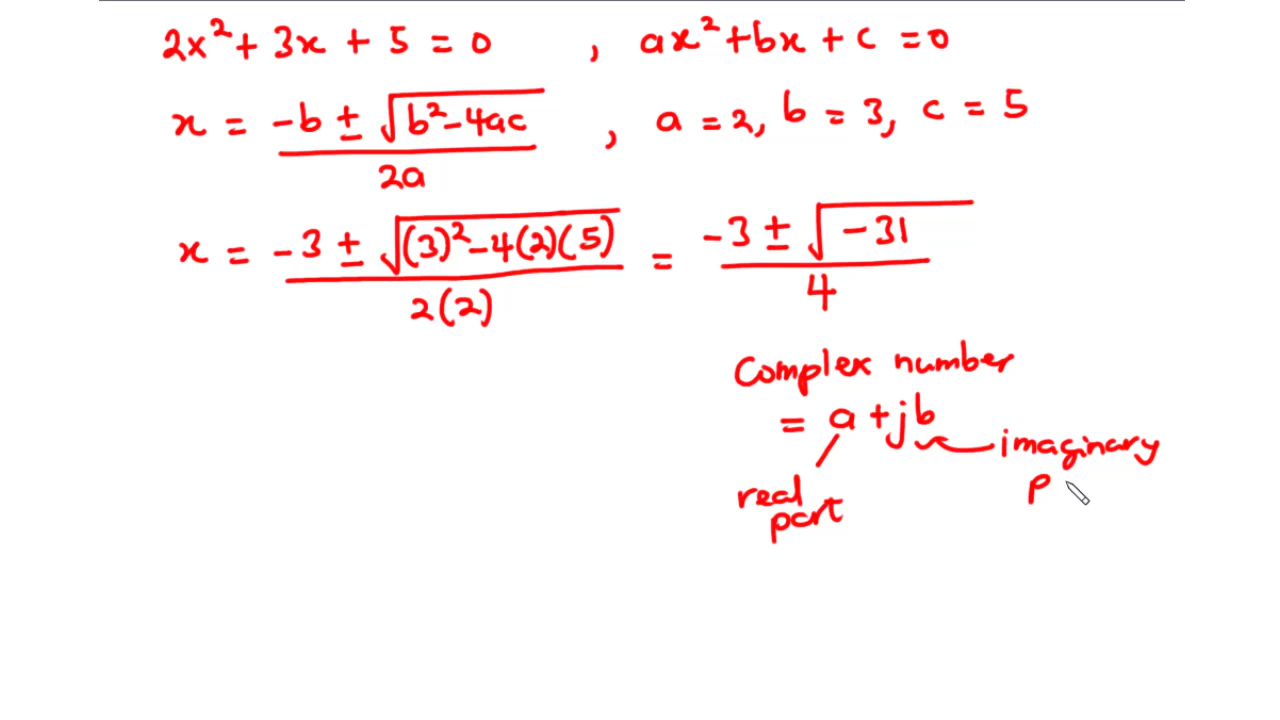 2x² + 3x + 5 = 0 , ax² + bx + c = 0
x = (-b ± √(b² - 4ac)) / 2a , a = 2, b = 3, c = 5
x = (-3 ± √((3)² - 4(2)(5))) / 2(2) = (-3 ± √(-31)) / 4
Complex number
= a + jb
imaginary
p
real
part